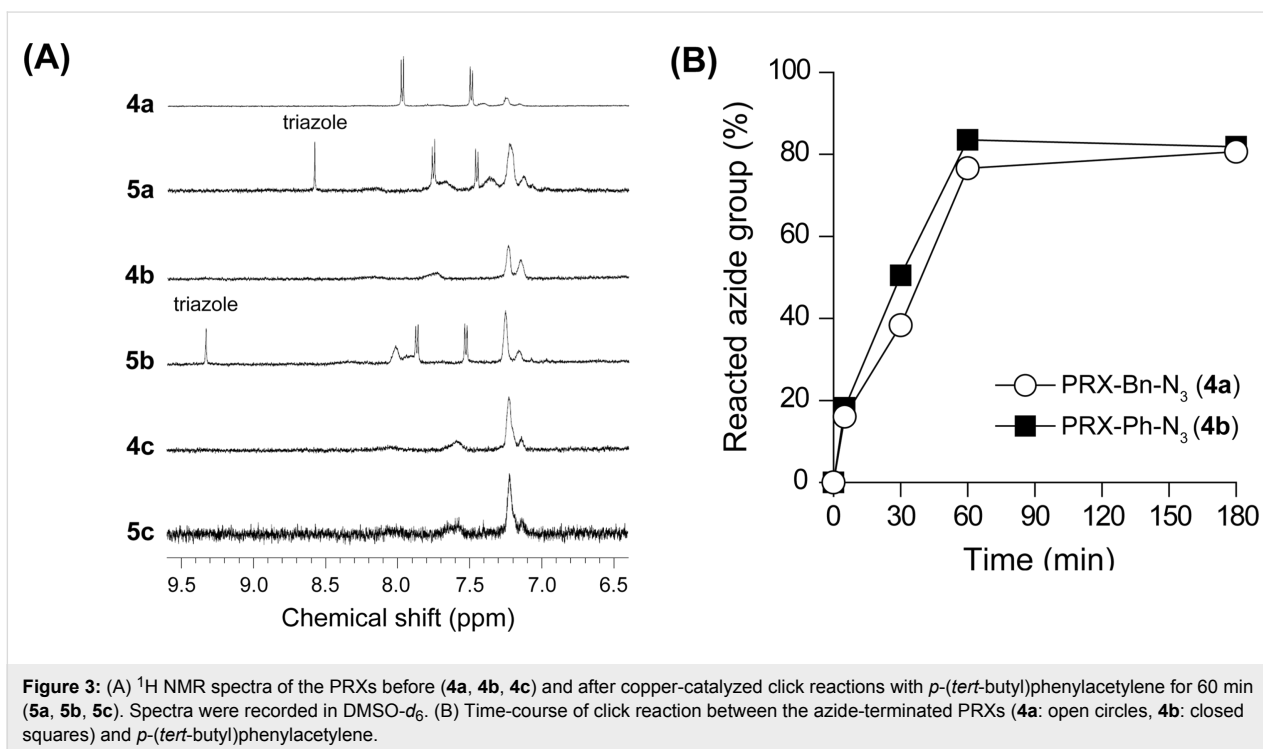 (A)
4a
triazole
5a
4b
triazole
5b
4c
5c
9.5 9.0 8.5 8.0 7.5 7.0 6.5
Chemical shift (ppm)
(B)
Reacted azide group (%)
100
80
60
40
20
0
PRX-Bn-N₃ (4a)
PRX-Ph-N₃ (4b)
0 30 60 90 120 150 180
Time (min)
Figure 3: (A) ¹H NMR spectra of the PRXs before (4a, 4b, 4c) and after copper-catalyzed click reactions with p-(tert-butyl)phenylacetylene for 60 min
(5a, 5b, 5c). Spectra were recorded in DMSO-d₆. (B) Time-course of click reaction between the azide-terminated PRXs (4a: open circles, 4b: closed
squares) and p-(tert-butyl)phenylacetylene.